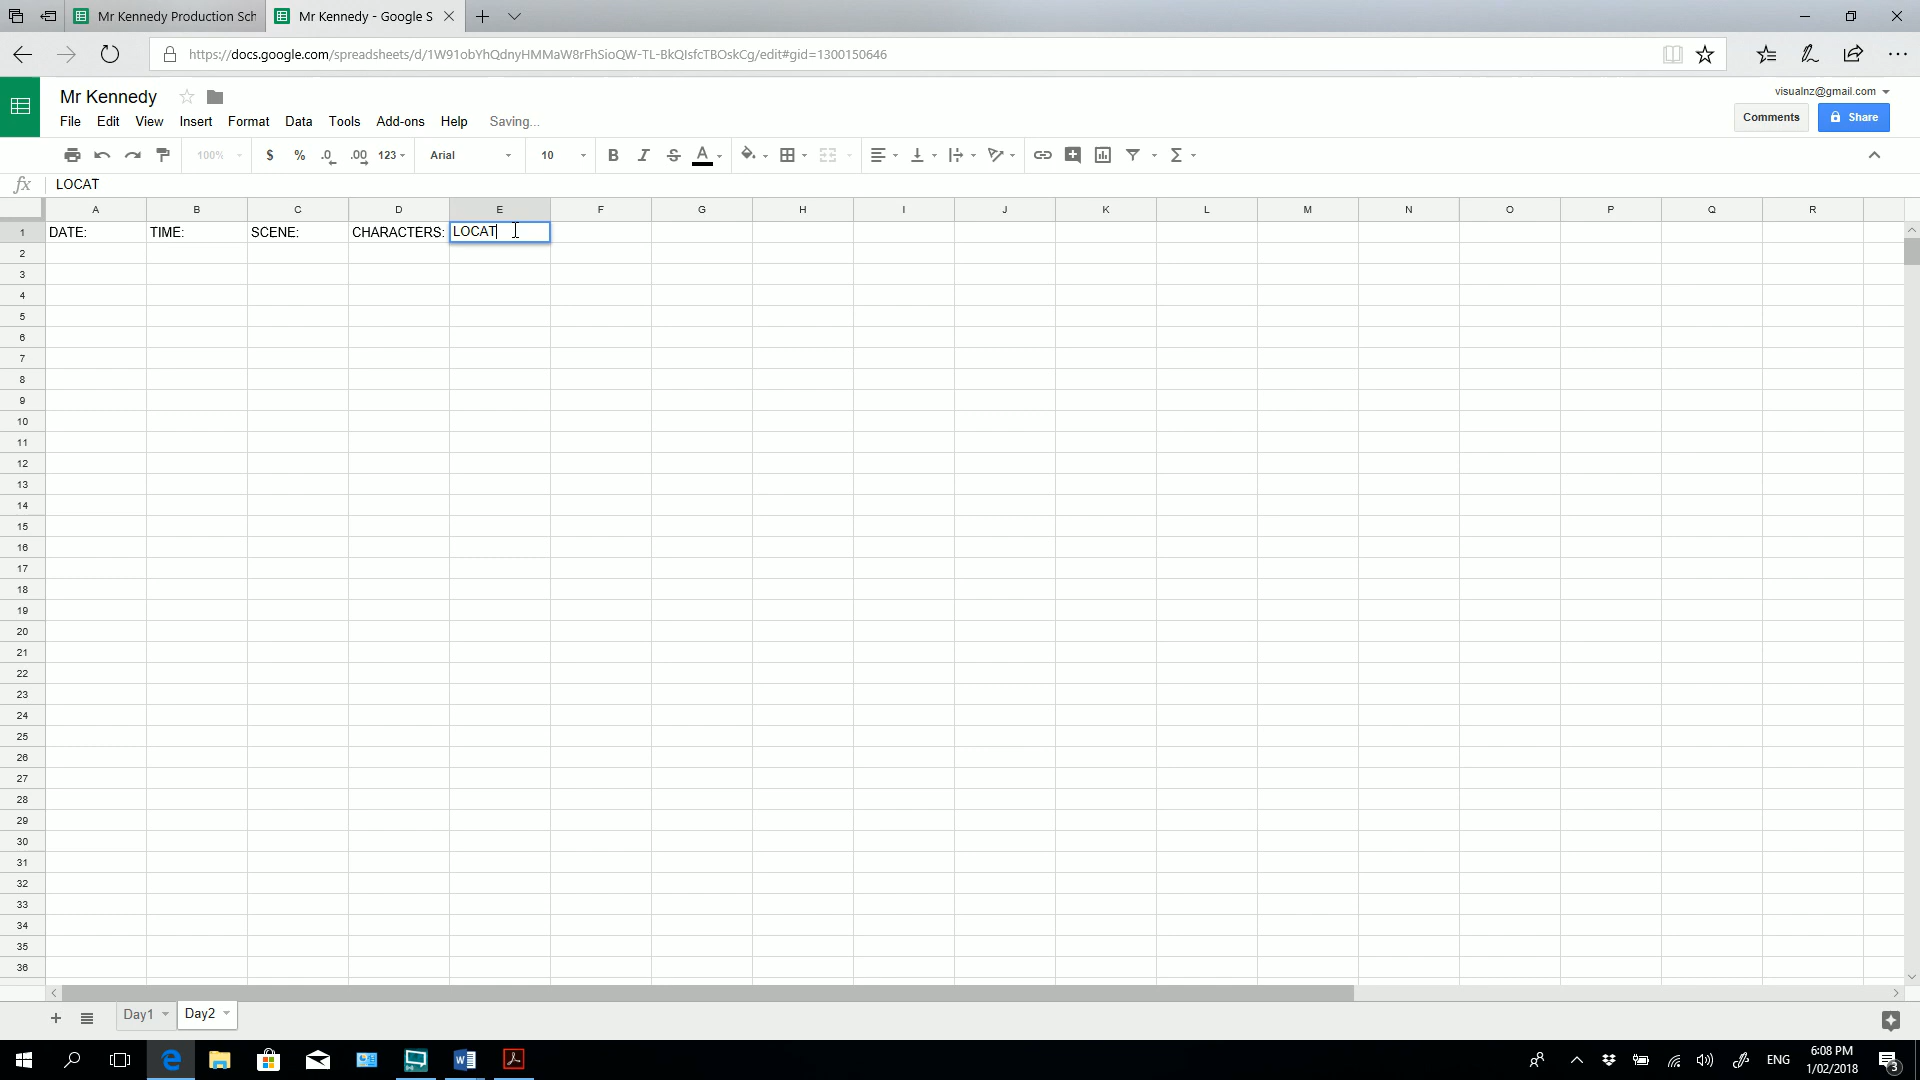 Mr Kennedy Production Sch
Mr Kennedy - Google S
https://docs.google.com/spreadsheets/d/1W91obYhQdnyHMMaW8rFhSioQW-TL-BkQIsfcTBOskCg/edit#gid=1300150646
Mr Kennedy
visualnz@gmail.com
File Edit View Insert Format Data Tools Add-ons Help Saving...
Comments
Share
100% $ % .0 .00 123 Arial 10 B I S A
fx LOCAT
A B C D E F G H I J K L M N O P Q R
1 DATE: TIME: SCENE: CHARACTERS: LOCAT
2
3
4
5
6
7
8
9
10
11
12
13
14
15
16
17
18
19
20
21
22
23
24
25
26
27
28
29
30
31
32
33
34
35
36
Day1 Day2
ENG
6:08 PM
1/02/2018
3